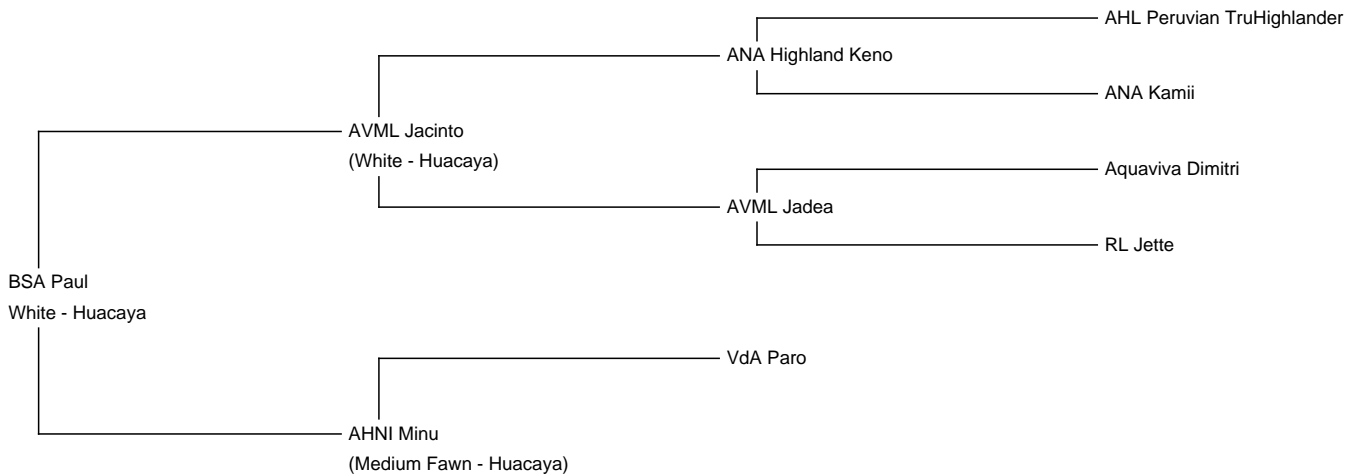 AHL Peruvian TruHighlander
ANA Highland Keno
ANA Kamii
AVML Jacinto
(White - Huacaya)
Aquaviva Dimitri
AVML Jadea
RL Jette
BSA Paul
White - Huacaya
VdA Paro
AHNI Minu
(Medium Fawn - Huacaya)